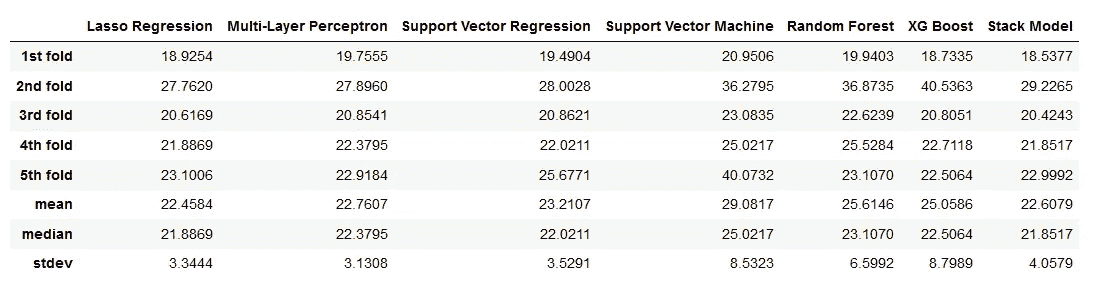 Lasso Regression Multi-Layer Perceptron Support Vector Regression Support Vector Machine Random Forest XG Boost Stack Model
1st fold 18.9254 19.7555 19.4904 20.9506 19.9403 18.7335 18.5377
2nd fold 27.7620 27.8960 28.0028 36.2795 36.8735 40.5363 29.2265
3rd fold 20.6169 20.8541 20.8621 23.0835 22.6239 20.8051 20.4243
4th fold 21.8869 22.3795 22.0211 25.0217 25.5284 22.7118 21.8517
5th fold 23.1006 22.9184 25.6771 40.0732 23.1070 22.5064 22.9992
mean 22.4584 22.7607 23.2107 29.0817 25.6146 25.0586 22.6079
median 21.8869 22.3795 22.0211 25.0217 23.1070 22.5064 21.8517
stdev 3.3444 3.1308 3.5291 8.5323 6.5992 8.7989 4.0579